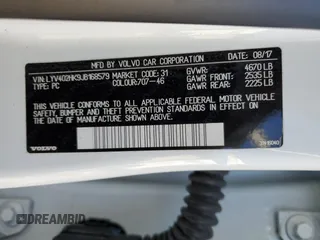 MFD. BY VOLVO CAR CORPORATION DATE: 08/17
VIN:LYV402HK9JB168579 MARKET CODE: 31 GVWR: 4670 LB
TYPE: PC COLOUR:707-46 GAWR FRONT: 2535 LB
GAWR REAR: 2225 LB
THIS VEHICLE CONFORMS TO ALL APPLICABLE FEDERAL MOTOR VEHICLE
SAFETY, BUMPER AND THEFT PREVENTION STANDARDS IN EFFECT ON
THE DATE OF MANUFACTURE SHOWN ABOVE
VOLVO
DREAMBID